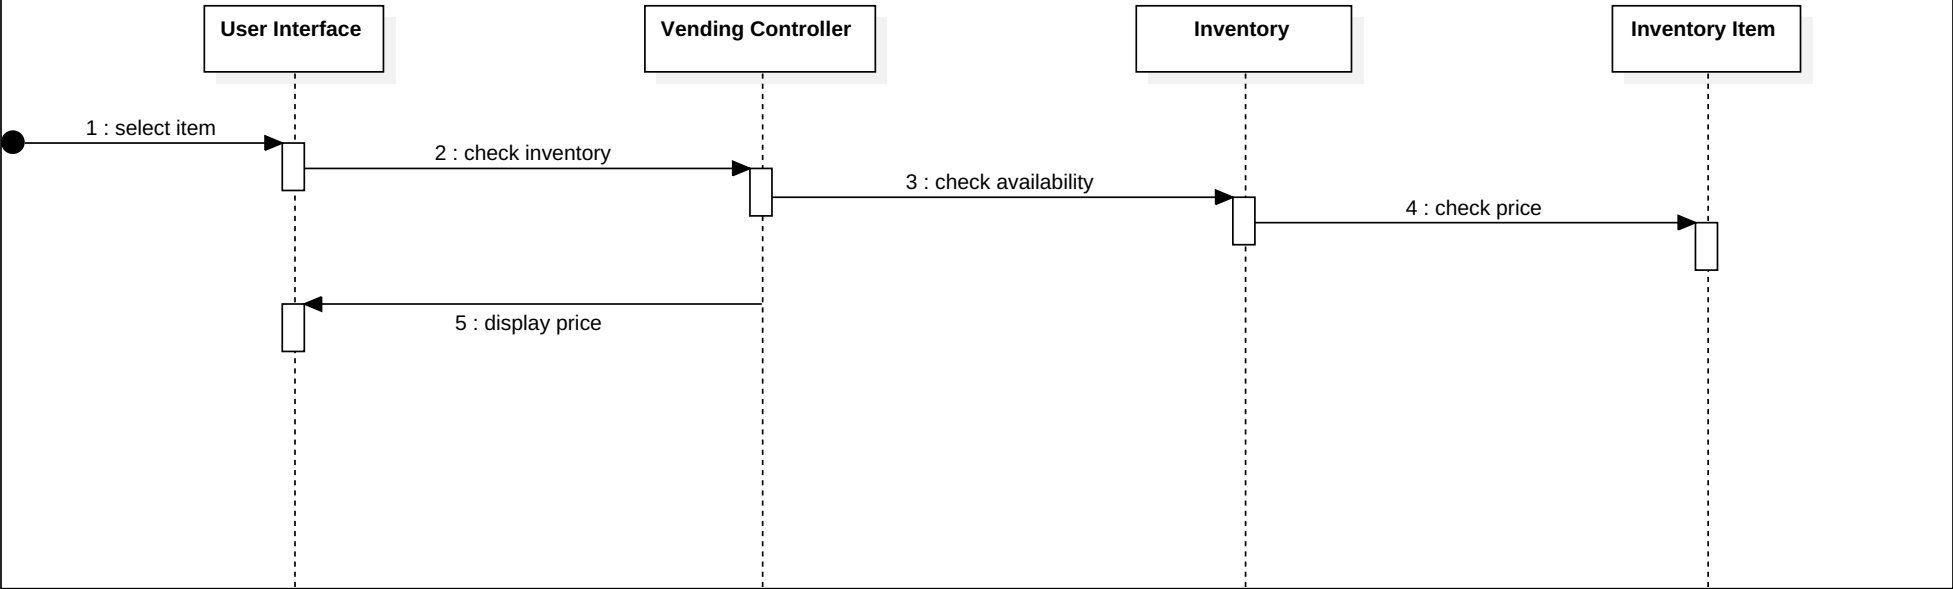 User Interface
Vending Controller
Inventory
Inventory Item
1 : select item
2 : check inventory
3 : check availability
4 : check price
5 : display price